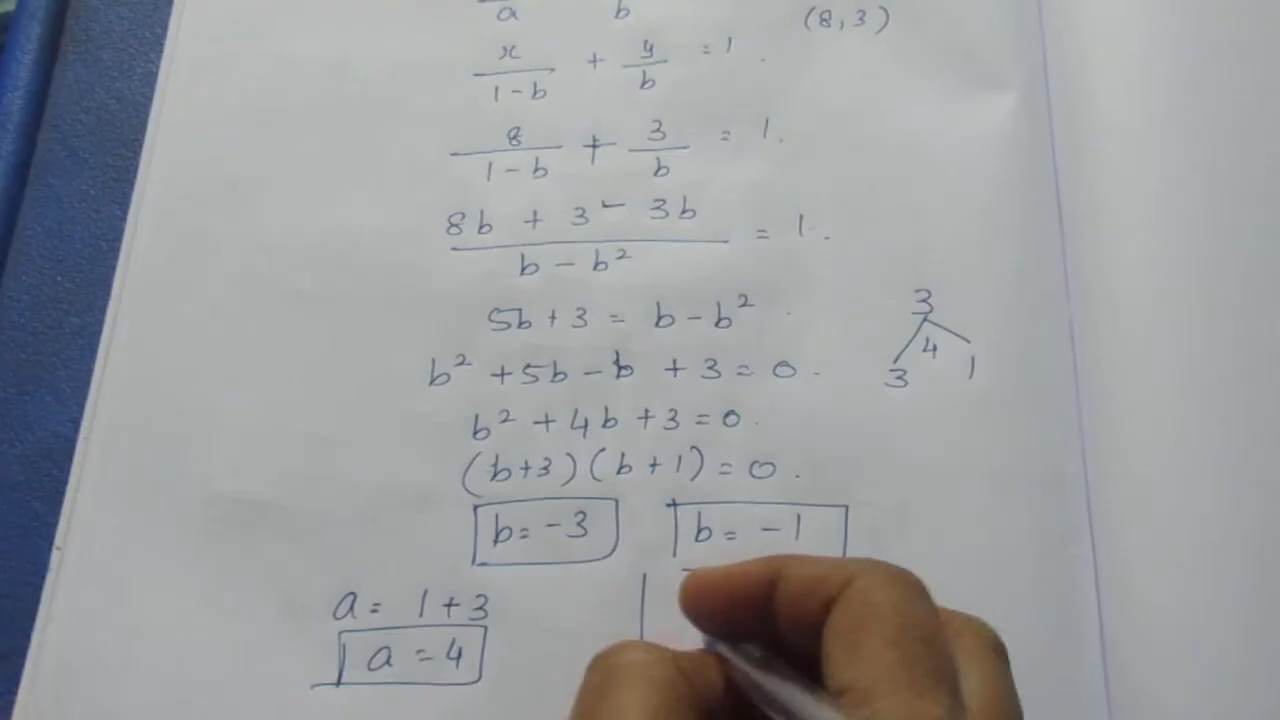 a b (8,3)
x/(1-b) + y/b = 1.
8/(1-b) + 3/b = 1.
(8b + 3 - 3b)/(b - b²) = 1.
5b + 3 = b - b².
b² + 5b - b + 3 = 0.
3
4
3 1
b² + 4b + 3 = 0.
(b+3)(b+1) = 0.
b = -3 b = -1
a = 1 + 3
a = 4